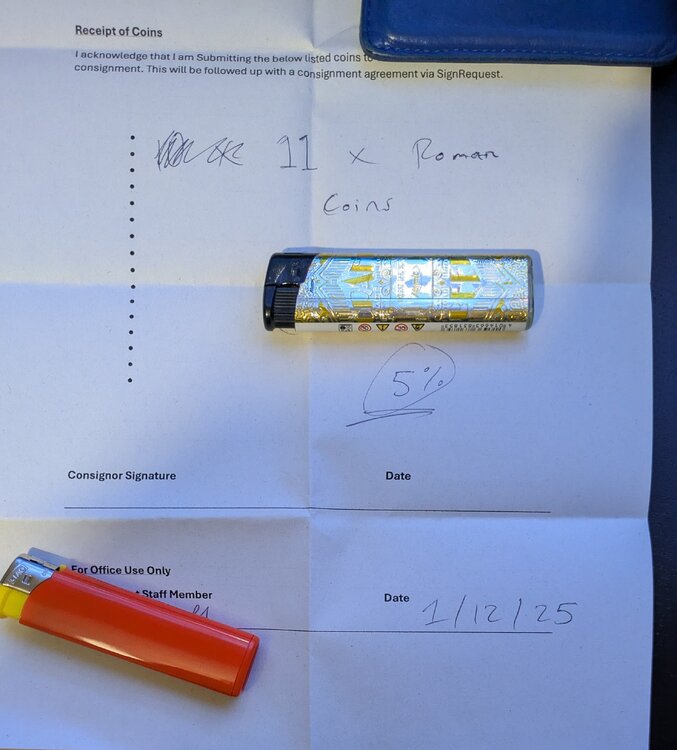 Receipt of Coins
I acknowledge that I am Submitting the below listed coins to
consignment. This will be followed up with a consignment agreement via SignRequest.
11 x Roman
Coins
5%
Consignor Signature
Date
For Office Use Only
Staff Member
Date 1/12/25